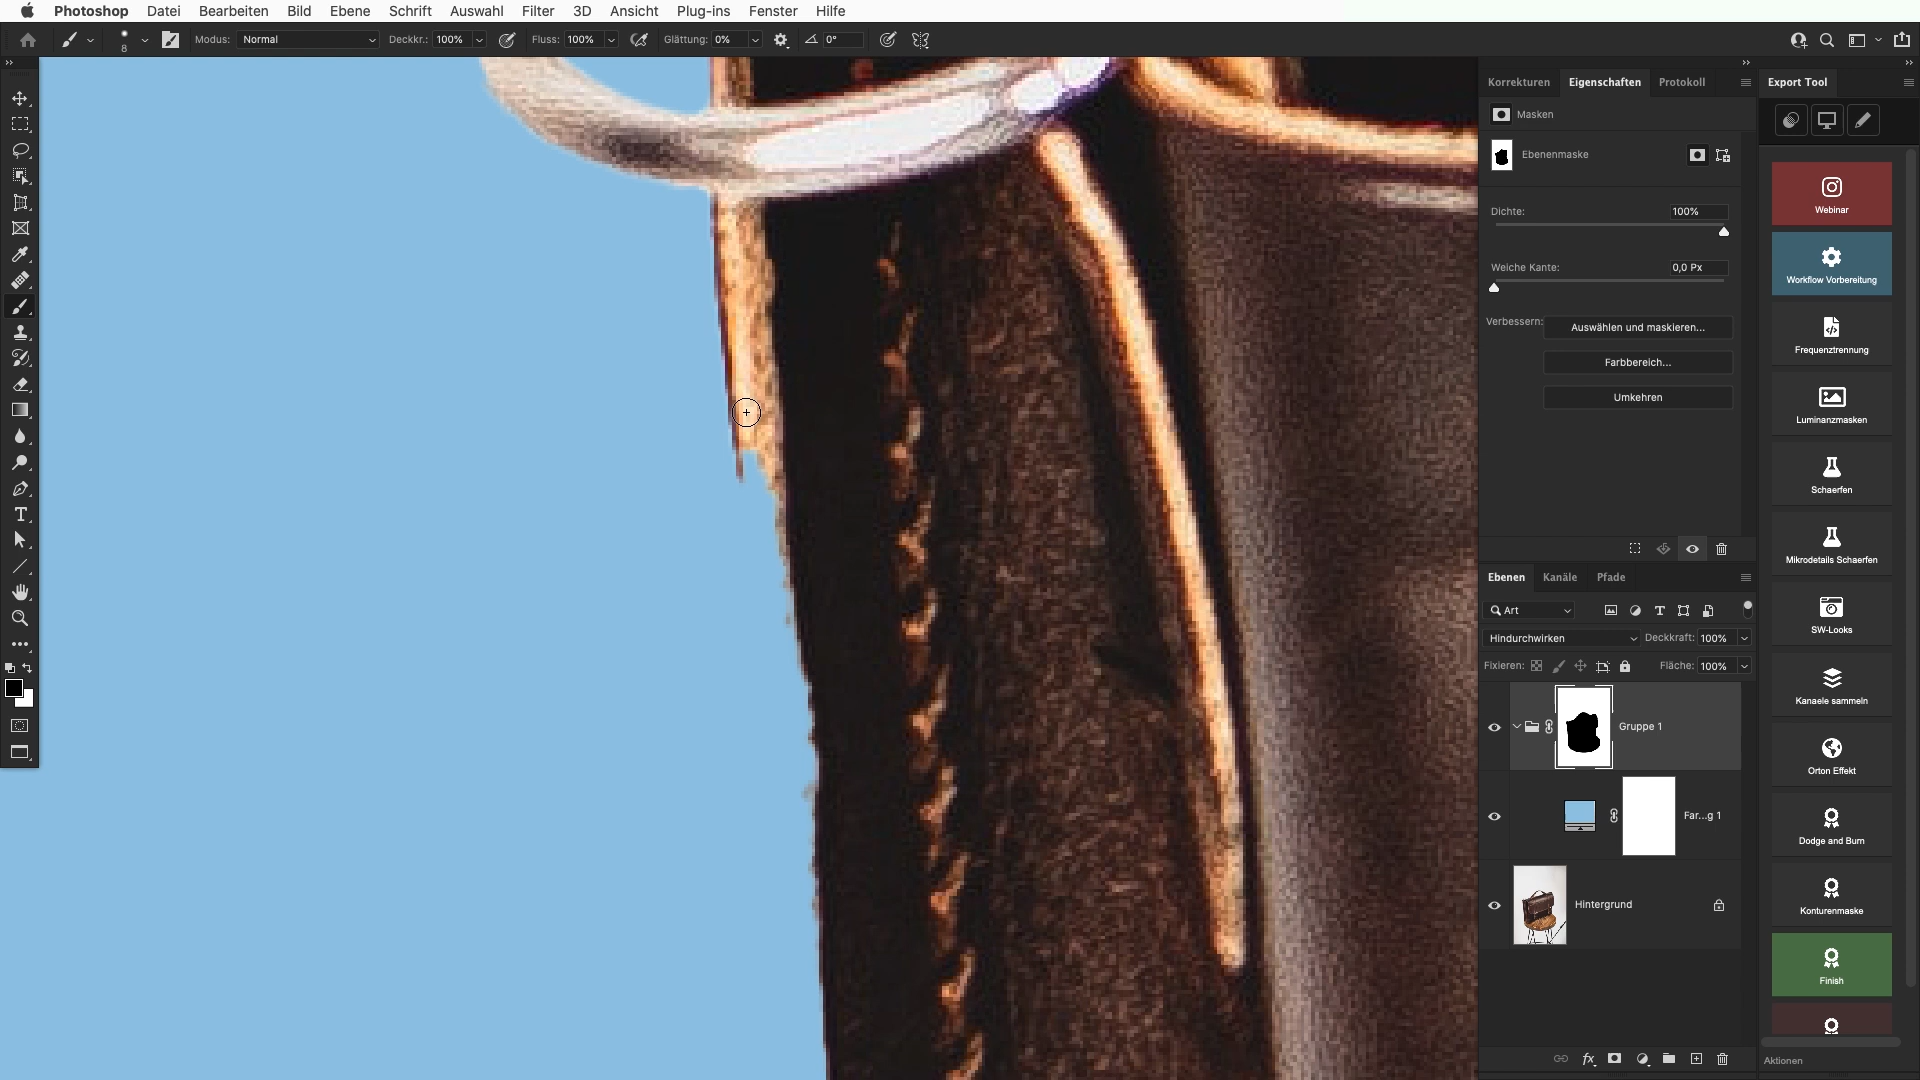 Photoshop Datei Bearbeiten Bild Ebene Schrift Auswahl Filter 3D Ansicht Plug-ins Fenster Hilfe
8 Modus: Normal Deckkr.: 100% Fluss: 100% Glättung: 0% 0°
Korrekturen Eigenschaften Protokoll
Export Tool
Masken
Ebenenmaske
Dichte: 100%
Weiche Kante: 0,0 Px
Verbessern: Auswählen und maskieren...
Farbbereich...
Umkehren
Webinar
Workflow Vorbereitung
Frequenztrennung
Luminanzmasken
Schaerfen
Mikrodetails Schaerfen
SW-Looks
Kanaele sammeln
Orton Effekt
Dodge and Burn
Konturenmaske
Finish
Aktionen
Ebenen Kanäle Pfade
Art
Hindurchwirken Deckkraft: 100%
Fixieren: Fläche: 100%
Gruppe 1
Far...g 1
Hintergrund
fx